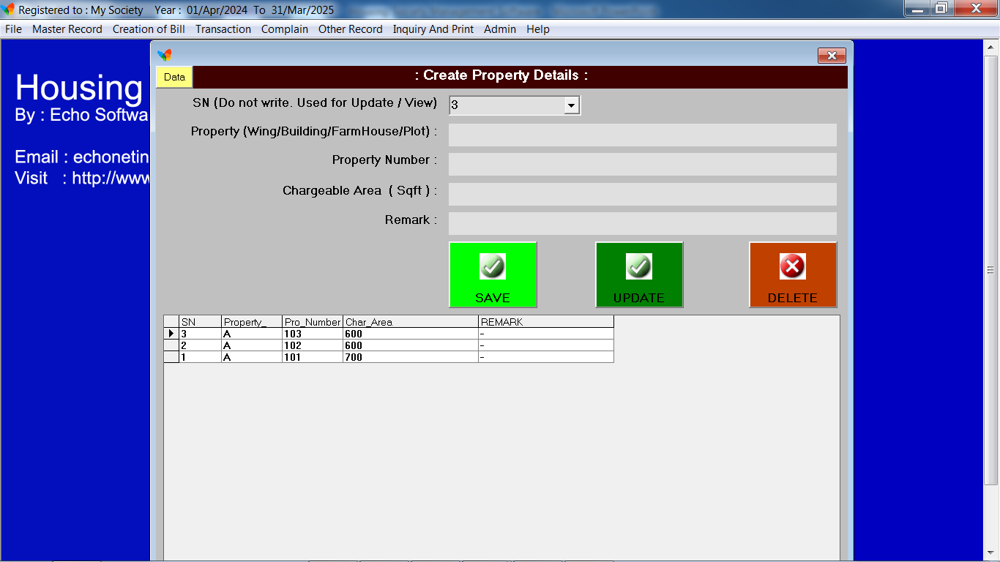 Registered to : My Society Year : 01/Apr/2024 To 31/Mar/2025
File Master Record Creation of Bill Transaction Complain Other Record Inquiry And Print Admin Help
Housing
By : Echo Softwa
Email : echonetin
Visit : http://www
Data
: Create Property Details :
SN (Do not write. Used for Update / View) 3
Property (Wing/Building/FarmHouse/Plot) :
Property Number :
Chargeable Area ( Sqft ) :
Remark :
SAVE UPDATE DELETE
SN Property_ Pro_Number Char_Area REMARK
3 A 103 600 -
2 A 102 600 -
1 A 101 700 -